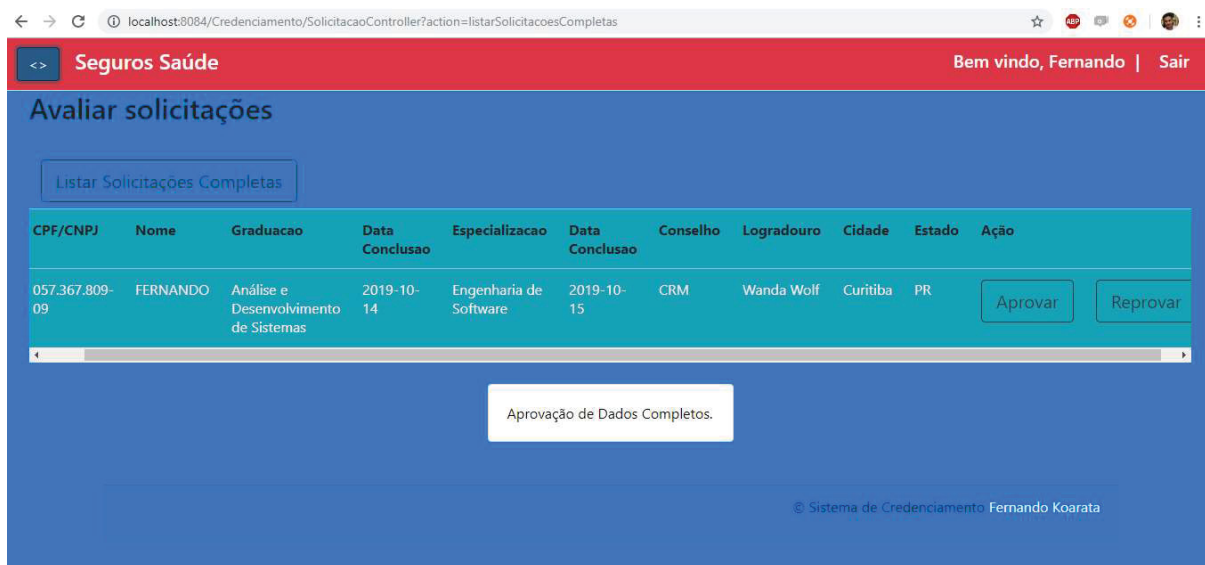 localhost:8084/Credenciamento/SolicitacaoController?action=listarSolicitacoesCompletas
ABP
<> Seguros Saúde Bem vindo, Fernando | Sair
Avaliar solicitações
Listar Solicitações Completas
CPF/CNPJ Nome Graduacao Data Conclusao Especializacao Data Conclusao Conselho Logradouro Cidade Estado Ação
057.367.809-09 FERNANDO Análise e Desenvolvimento de Sistemas 2019-10-14 Engenharia de Software 2019-10-15 CRM Wanda Wolf Curitiba PR Aprovar Reprovar
Aprovação de Dados Completos.
© Sistema de Credenciamento Fernando Koarata